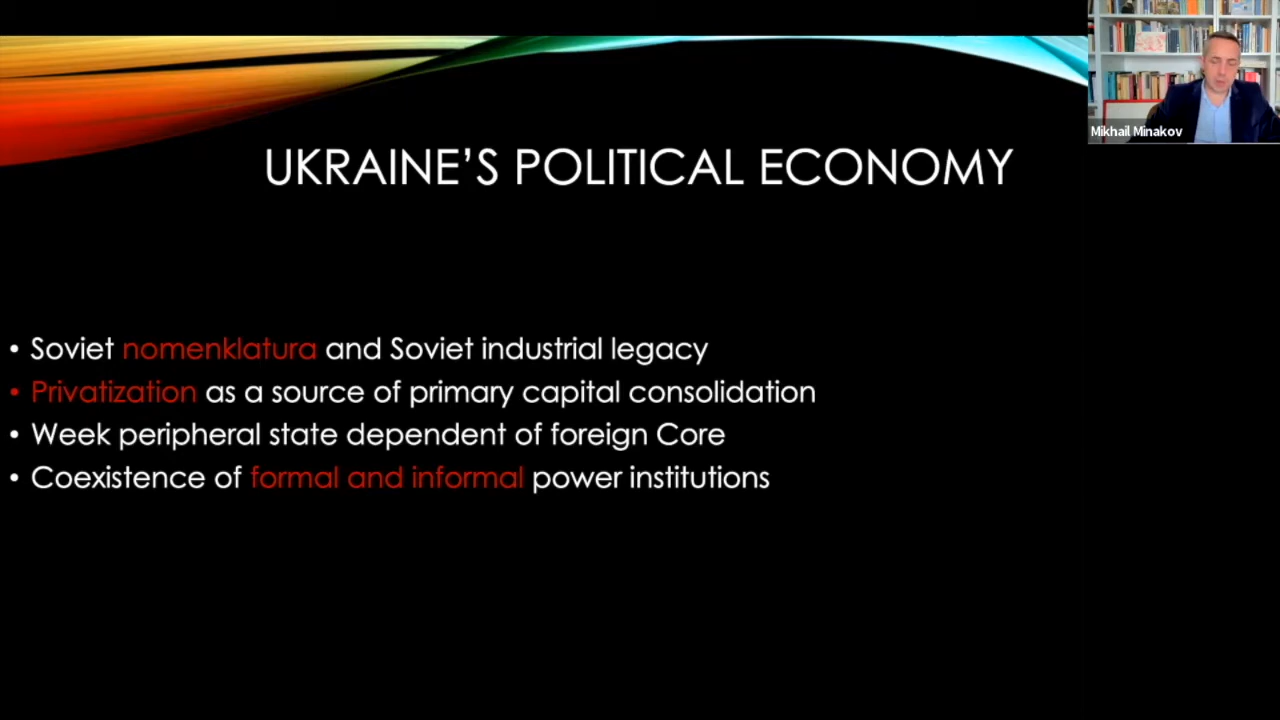 Mikhail Minakov
UKRAINE’S POLITICAL ECONOMY
• Soviet nomenklatura and Soviet industrial legacy
• Privatization as a source of primary capital consolidation
• Week peripheral state dependent of foreign Core
• Coexistence of formal and informal power institutions